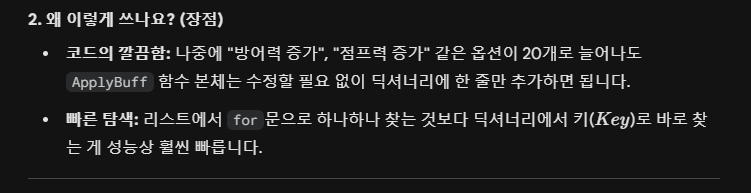 2. 왜 이렇게 쓰나요? (장점)
• 코드의 깔끔함: 나중에 "방어력 증가", "점프력 증가" 같은 옵션이 20개로 늘어나도
ApplyBuff 함수 본체는 수정할 필요 없이 딕셔너리에 한 줄만 추가하면 됩니다.
• 빠른 탐색: 리스트에서 for문으로 하나하나 찾는 것보다 딕셔너리에서 키(Key)로 바로 찾
는 게 성능상 훨씬 빠릅니다.